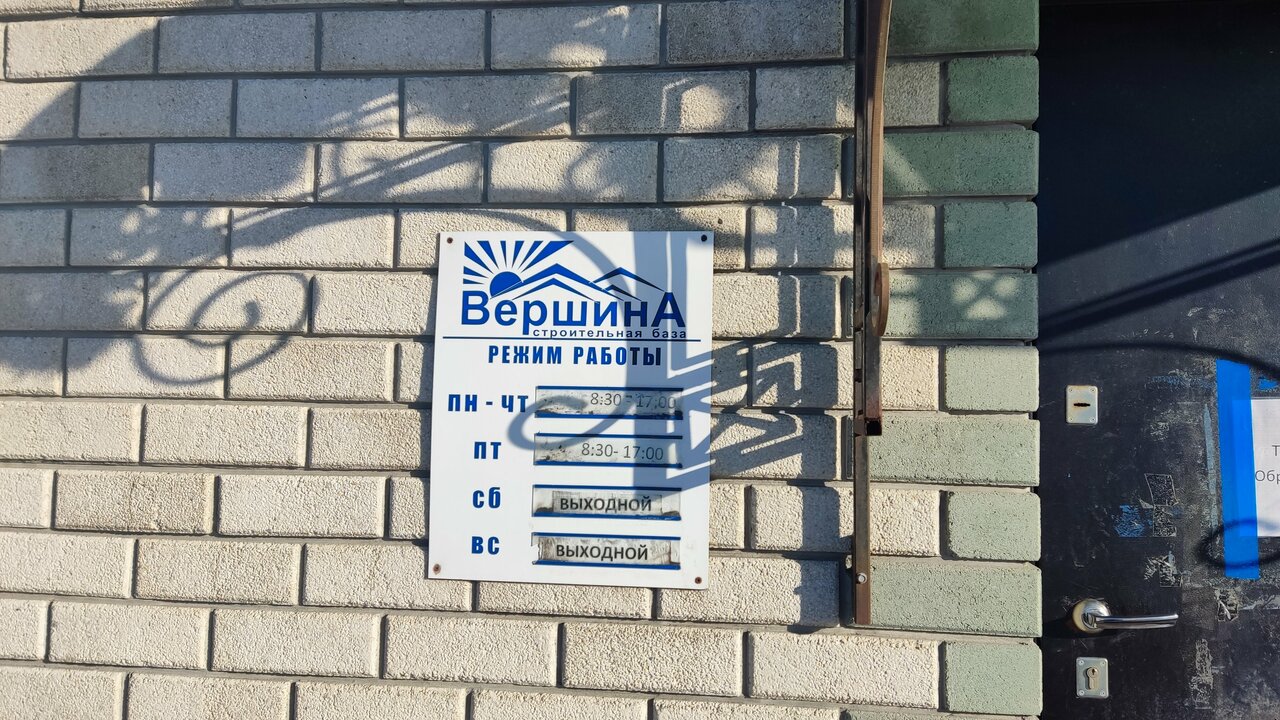 ВершинА
строительная база
РЕЖИМ РАБОТЫ
ПН - ЧТ 8:30 - 17:00
ПТ 8:30- 17:00
СБ ВЫХОДНОЙ
ВС ВЫХОДНОЙ